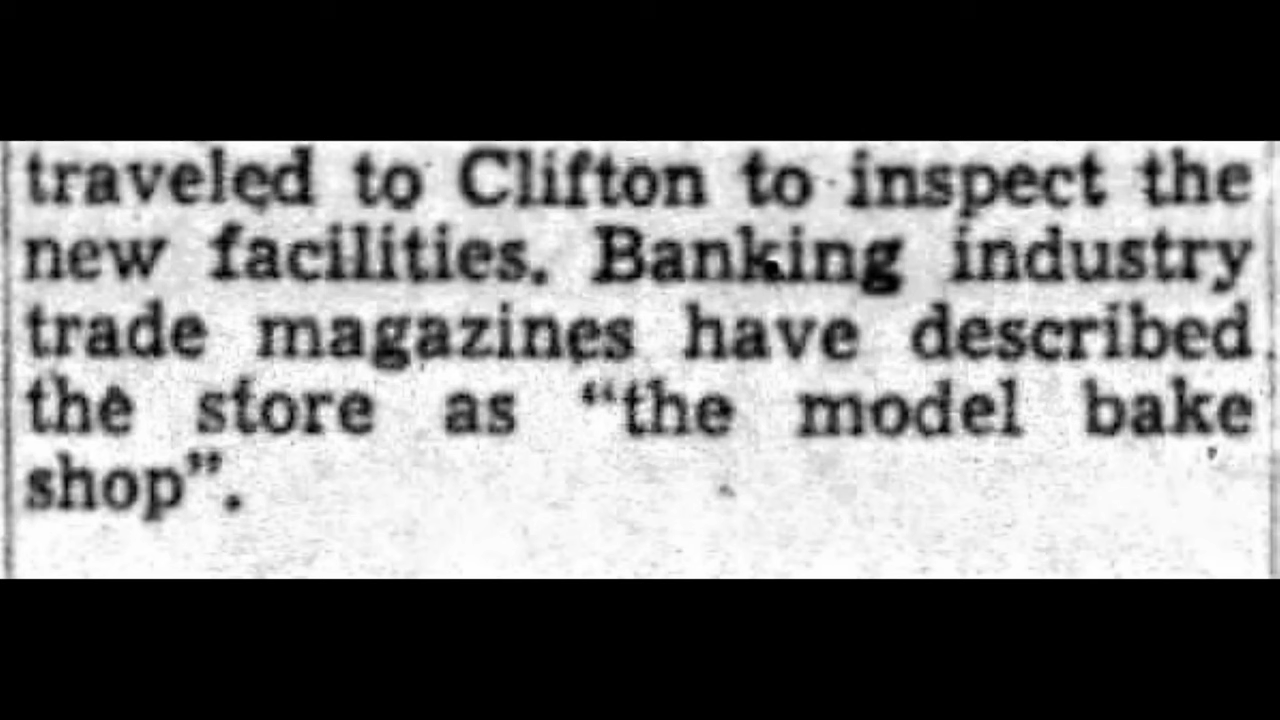 traveled to Clifton to inspect the
new facilities. Banking industry
trade magazines have described
the store as “the model bake
shop”.